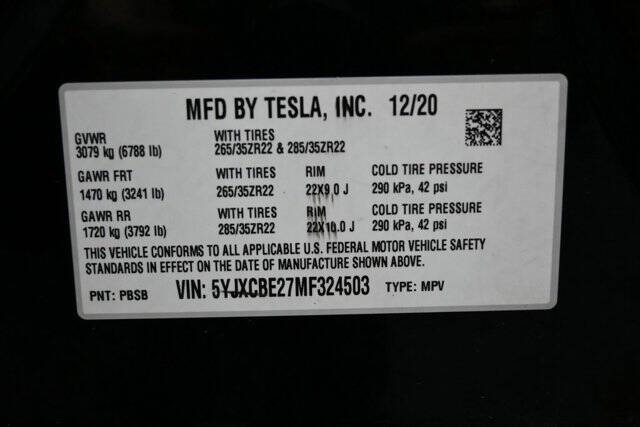 MFD BY TESLA, INC. 12/20
GVWR WITH TIRES
3079 kg (6788 lb) 265/35ZR22 & 285/35ZR22
GAWR FRT WITH TIRES RIM COLD TIRE PRESSURE
1470 kg (3241 lb) 265/35ZR22 22X9.0 J 290 kPa, 42 psi
GAWR RR WITH TIRES RIM COLD TIRE PRESSURE
1720 kg (3792 lb) 285/35ZR22 22X10.0 J 290 kPa, 42 psi
THIS VEHICLE CONFORMS TO ALL APPLICABLE U.S. FEDERAL MOTOR VEHICLE SAFETY
STANDARDS IN EFFECT ON THE DATE OF MANUFACTURE SHOWN ABOVE.
PNT: PBSB VIN: 5YJXCBE27MF324503 TYPE: MPV